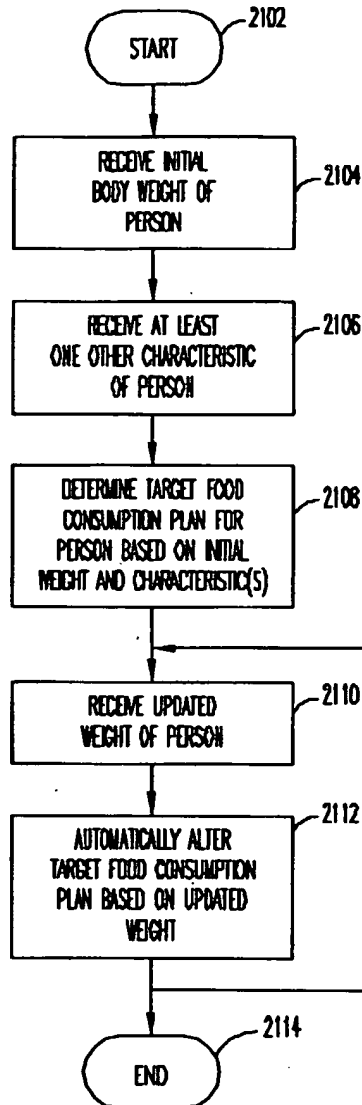 2102
START
RECEIVE INITIAL
BODY WEIGHT OF
PERSON
2104
RECEIVE AT LEAST
ONE OTHER CHARACTERISTIC
OF PERSON
2106
DETERMINE TARGET FOOD
CONSUMPTION PLAN FOR
PERSON BASED ON INITIAL
WEIGHT AND CHARACTERISTIC(S)
2108
RECEIVE UPDATED
WEIGHT OF PERSON
2110
AUTOMATICALLY ALTER
TARGET FOOD CONSUMPTION
PLAN BASED ON UPDATED
WEIGHT
2112
END
2114